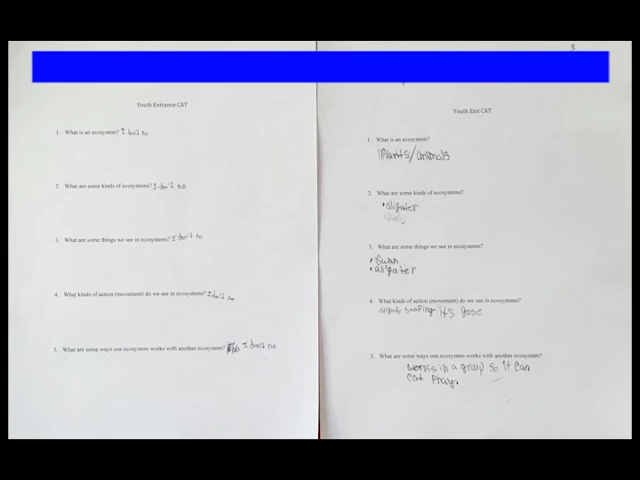 Youth Entrance CAT
1. What is an ecosystem? I don't no
2. What are some kinds of ecosystems? I don't no
3. What are some things we see in ecosystems? I don't no
4. What kinds of action (movement) do we see in ecosystems? I don't
5. What are some ways one ecosystem works with another ecosystem? I don't no
3
Youth Exit CAT
1. What is an ecosystem?
Plants/animals
2. What are some kinds of ecosystems?
•aligater
3. What are some things we see in ecosystems?
•Swan
•aligater
4. What kinds of action (movement) do we see in ecosystems?
snaping it's
5. What are some ways one ecosystem works with another ecosystem?
works in a group so it can